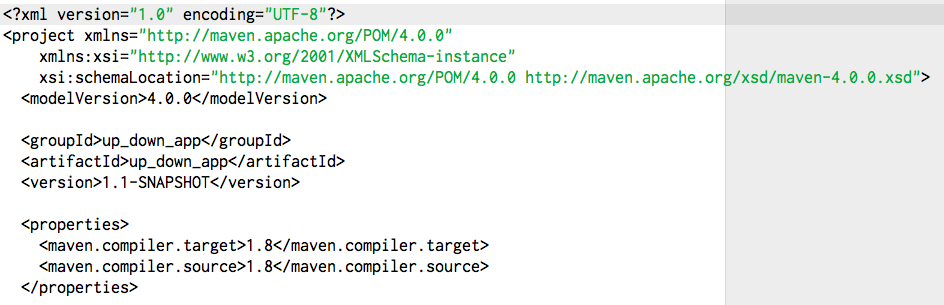 <?xml version="1.0" encoding="UTF-8"?>
<project xmlns="http://maven.apache.org/POM/4.0.0"
    xmlns:xsi="http://www.w3.org/2001/XMLSchema-instance"
    xsi:schemaLocation="http://maven.apache.org/POM/4.0.0 http://maven.apache.org/xsd/maven-4.0.0.xsd">
  <modelVersion>4.0.0</modelVersion>

  <groupId>up_down_app</groupId>
  <artifactId>up_down_app</artifactId>
  <version>1.1-SNAPSHOT</version>

  <properties>
    <maven.compiler.target>1.8</maven.compiler.target>
    <maven.compiler.source>1.8</maven.compiler.source>
  </properties>